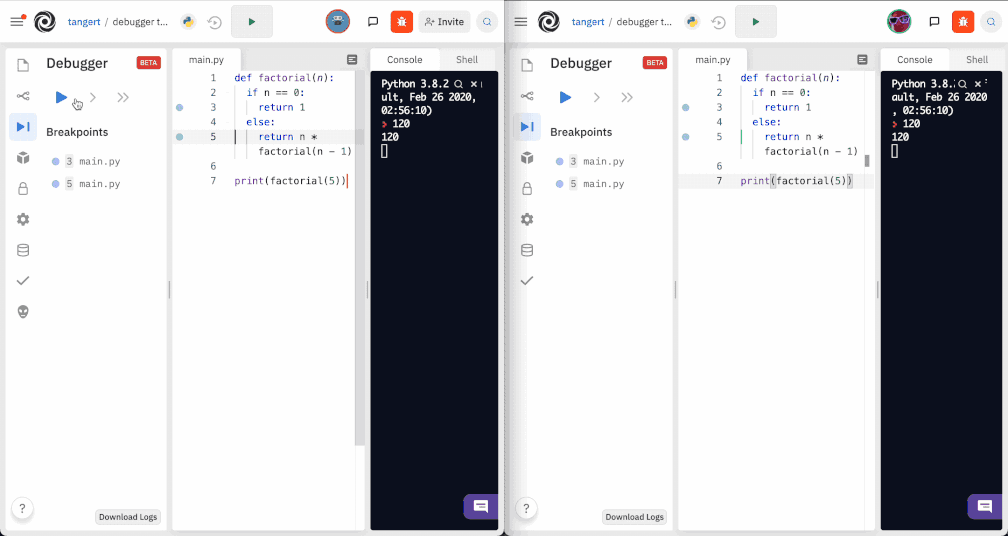 tangert / debugger t...
Invite
Debugger
BETA
Breakpoints
3 main.py
5 main.py
Download Logs
?
main.py
1 def factorial(n):
2 if n == 0:
3 return 1
4 else:
5 return n *
factorial(n - 1)
6
7 print(factorial(5))
Console
Shell
Python 3.8.2
ult, Feb 26 2020,
02:56:10)
120
120
tangert / debugger t...
Debugger
BETA
Breakpoints
3 main.py
5 main.py
Download Logs
?
main.py
1 def factorial(n):
2 if n == 0:
3 return 1
4 else:
5 return n *
factorial(n - 1)
6
7 print(factorial(5))
Console
Shell
Python 3.8.
ault, Feb 26 2020
, 02:56:10)
120
120